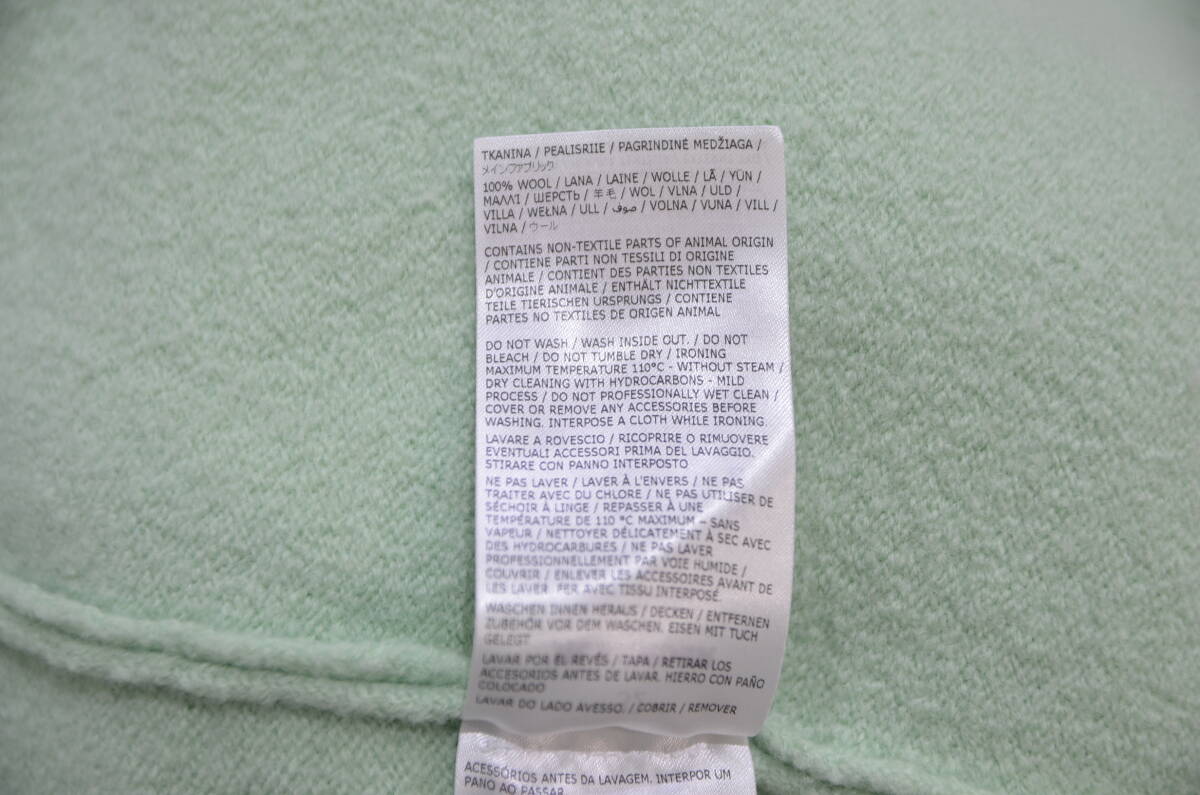 TKANINA / PEALISRIIE / PAGRINDINĖ MEDŽIAGA /
メインファブリック
100% WOOL / LANA / LAINE / WOLLE / LÃ / YÜN /
ΜΑΛΛΙ / ШЕРСТЬ / 羊毛 / WOL / VLNA / ULD /
VILLA / WEŁNA / ULL / صوف / VOLNA / VUNA / VILL /
VILNA / ウール
CONTAINS NON-TEXTILE PARTS OF ANIMAL ORIGIN
/ CONTIENE PARTI NON TESSILI DI ORIGINE
ANIMALE / CONTIENT DES PARTIES NON TEXTILES
D'ORIGINE ANIMALE / ENTHÄLT NICHTTEXTILE
TEILE TIERISCHEN URSPRUNGS / CONTIENE
PARTES NO TEXTILES DE ORIGEN ANIMAL
DO NOT WASH / WASH INSIDE OUT. / DO NOT
BLEACH / DO NOT TUMBLE DRY / IRONING
MAXIMUM TEMPERATURE 110°C - WITHOUT STEAM /
DRY CLEANING WITH HYDROCARBONS - MILD
PROCESS / DO NOT PROFESSIONALLY WET CLEAN /
COVER OR REMOVE ANY ACCESSORIES BEFORE
WASHING. INTERPOSE A CLOTH WHILE IRONING.
LAVARE A ROVESCIO / RICOPRIRE O RIMUOVERE
EVENTUALI ACCESSORI PRIMA DEL LAVAGGIO.
STIRARE CON PANNO INTERPOSTO
NE PAS LAVER / LAVER À L'ENVERS / NE PAS
TRAITER AVEC DU CHLORE / NE PAS UTILISER DE
SÉCHOIR À LINGE / REPASSER À UNE
TEMPÉRATURE DE 110 °C MAXIMUM – SANS
VAPEUR / NETTOYER DÉLICATEMENT À SEC AVEC
DES HYDROCARBURES / NE PAS LAVER
PROFESSIONNELLEMENT PAR VOIE HUMIDE /
COUVRIR / ENLEVER LES ACCESSOIRES AVANT DE
LES LAVER. FER AVEC TISSU INTERPOSÉ.
WASCHEN INNEN HERAUS / DECKEN / ENTFERNEN
ZUBEHÖR VOR DEM WASCHEN. EISEN MIT TUCH
GELEGT
LAVAR POR EL REVÉS / TAPA / RETIRAR LOS
ACCESORIOS ANTES DE LAVAR. HIERRO CON PAÑO
COLOCADO
LAVAR DO LADO AVESSO. / COBRIR / REMOVER
ACESSÓRIOS ANTES DA LAVAGEM. INTERPOR UM
PANO AO PASSAR.